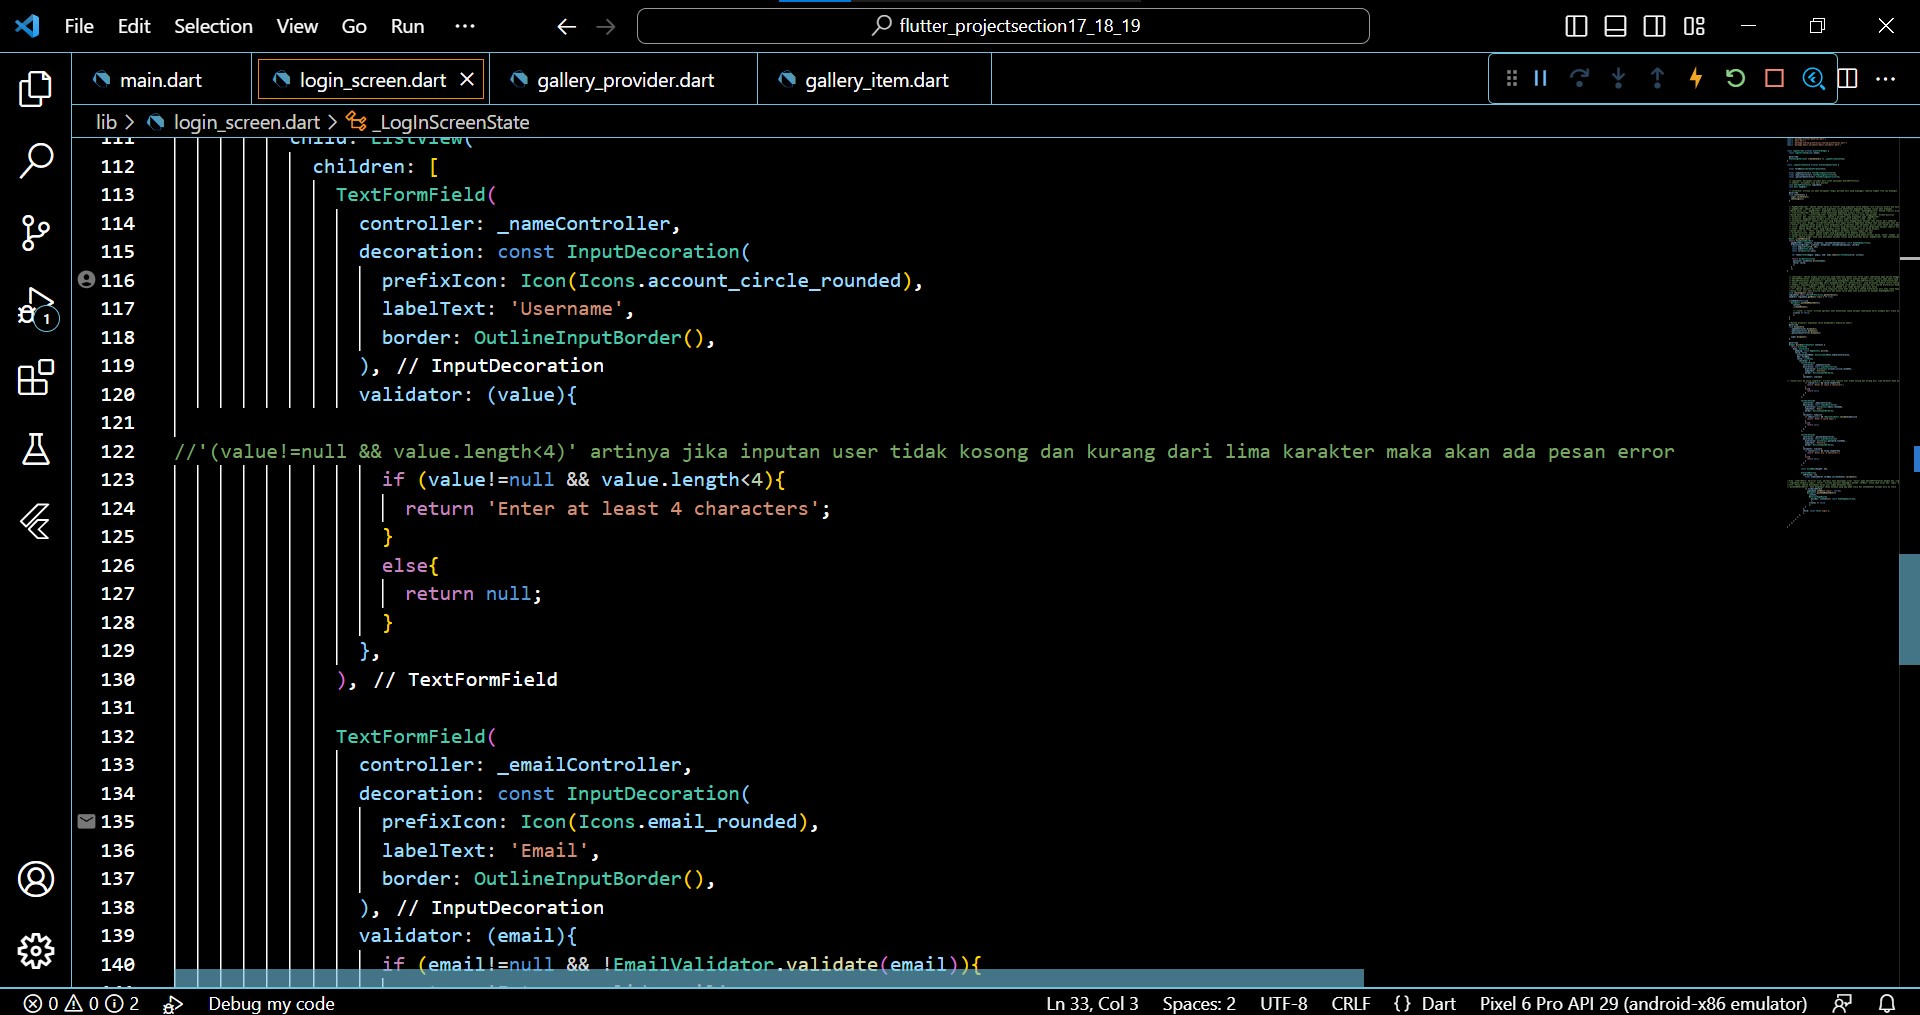 File Edit Selection View Go Run ··· flutter_projectsection17_18_19
main.dart login_screen.dart gallery_provider.dart gallery_item.dart
lib > login_screen.dart > _LogInScreenState
111 child: ListView(
112 children: [
113 TextFormField(
114 controller: _nameController,
115 decoration: const InputDecoration(
116 prefixIcon: Icon(Icons.account_circle_rounded),
117 labelText: 'Username',
118 border: OutlineInputBorder(),
119 ), // InputDecoration
120 validator: (value){
121
122 //'(value!=null && value.length<4)' artinya jika inputan user tidak kosong dan kurang dari lima karakter maka akan ada pesan error
123 if (value!=null && value.length<4){
124 return 'Enter at least 4 characters';
125 }
126 else{
127 return null;
128 }
129 },
130 ), // TextFormField
131
132 TextFormField(
133 controller: _emailController,
134 decoration: const InputDecoration(
135 prefixIcon: Icon(Icons.email_rounded),
136 labelText: 'Email',
137 border: OutlineInputBorder(),
138 ), // InputDecoration
139 validator: (email){
140 if (email!=null && !EmailValidator.validate(email)){
1
0 0 2 Debug my code Ln 33, Col 3 Spaces: 2 UTF-8 CRLF {} Dart Pixel 6 Pro API 29 (android-x86 emulator)